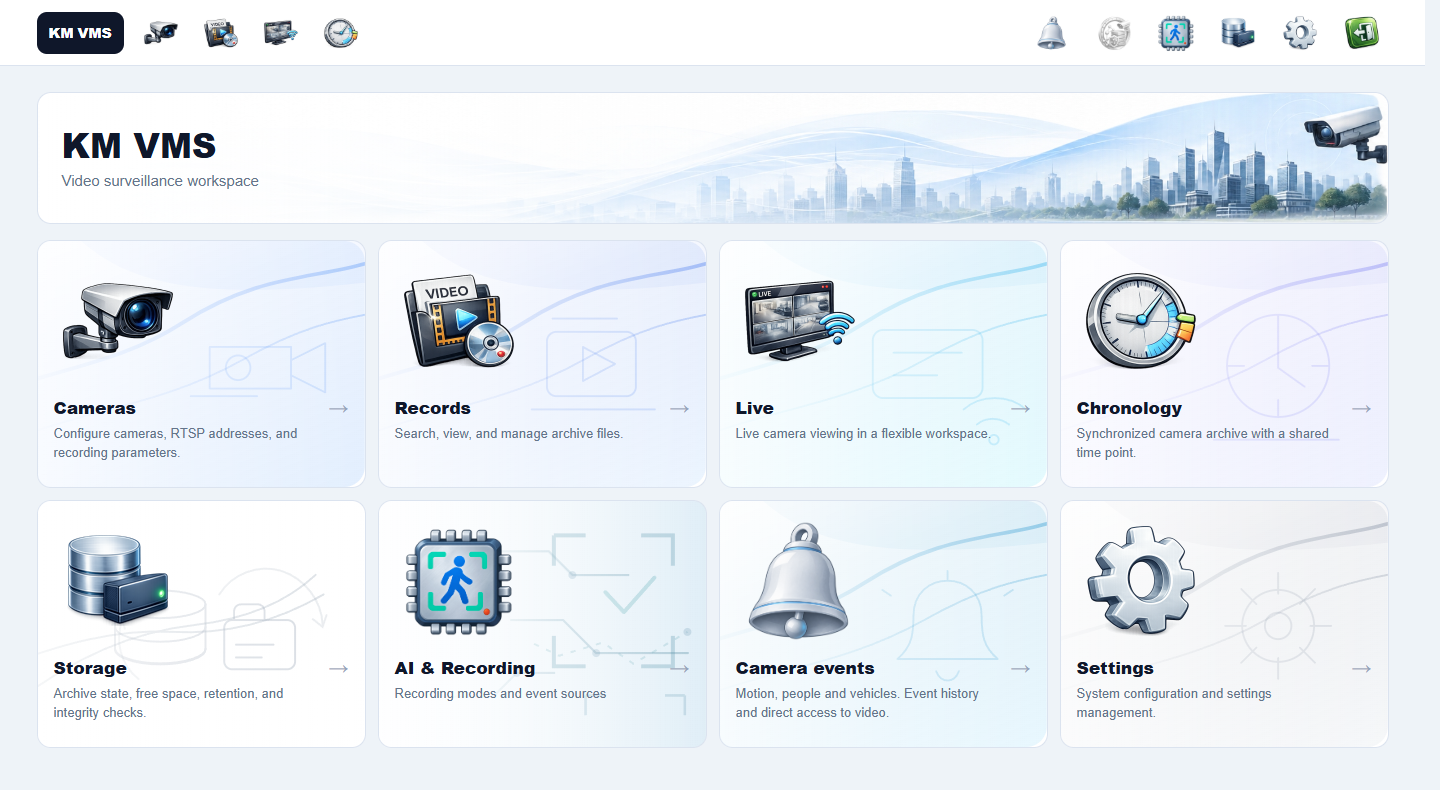 KM VMS
VIDEO
KM VMS
Video surveillance workspace
VIDEO
LIVE
Cameras →
Configure cameras, RTSP addresses, and
recording parameters.
Records →
Search, view, and manage archive files.
Live →
Live camera viewing in a flexible workspace.
Chronology →
Synchronized camera archive with a shared
time point.
Storage →
Archive state, free space, retention, and
integrity checks.
AI & Recording →
Recording modes and event sources
Camera events →
Motion, people and vehicles. Event history
and direct access to video.
Settings →
System configuration and settings
management.